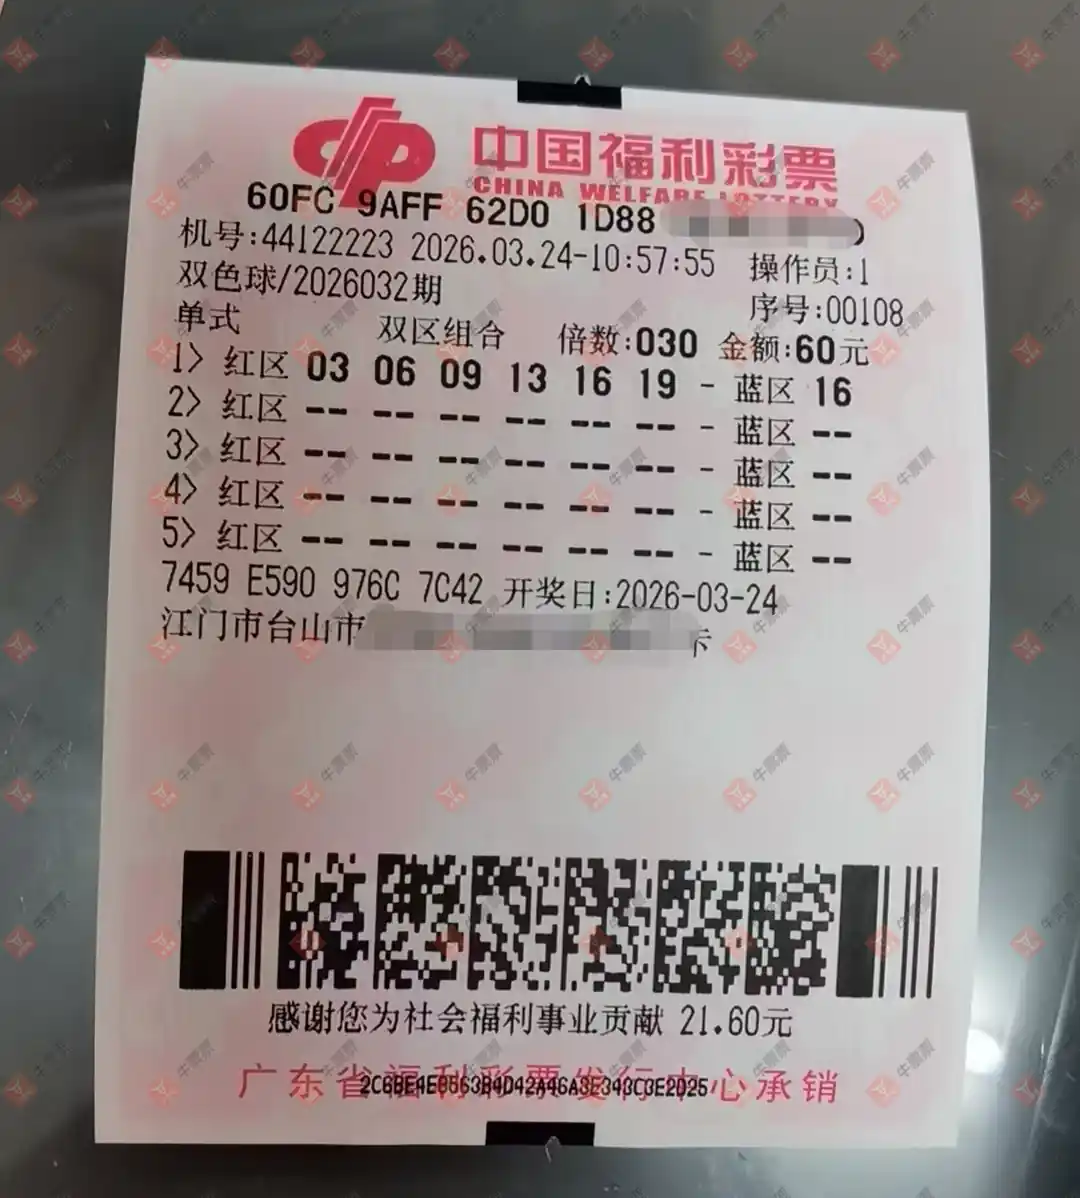 中国福利彩票
CHINA WELFARE LOTTERY
60FC 9AFF 62D0 1D88
机号:44122223 2026.03.24-10:57:55 操作员:1
双色球/2026032期 序号:00108
单式 双区组合 倍数:030 金额:60元
1> 红区 03 06 09 13 16 19 - 蓝区 16
2> 红区 -- -- -- -- -- -- - 蓝区 --
3> 红区 -- -- -- -- -- -- - 蓝区 --
4> 红区 -- -- -- -- -- -- - 蓝区 --
5> 红区 -- -- -- -- -- -- - 蓝区 --
7459 E590 976C 7C42 开奖日:2026-03-24
江门市台山市
感谢您为社会福利事业贡献 21.60元
广东省福利彩票发行中心承销
牛票票